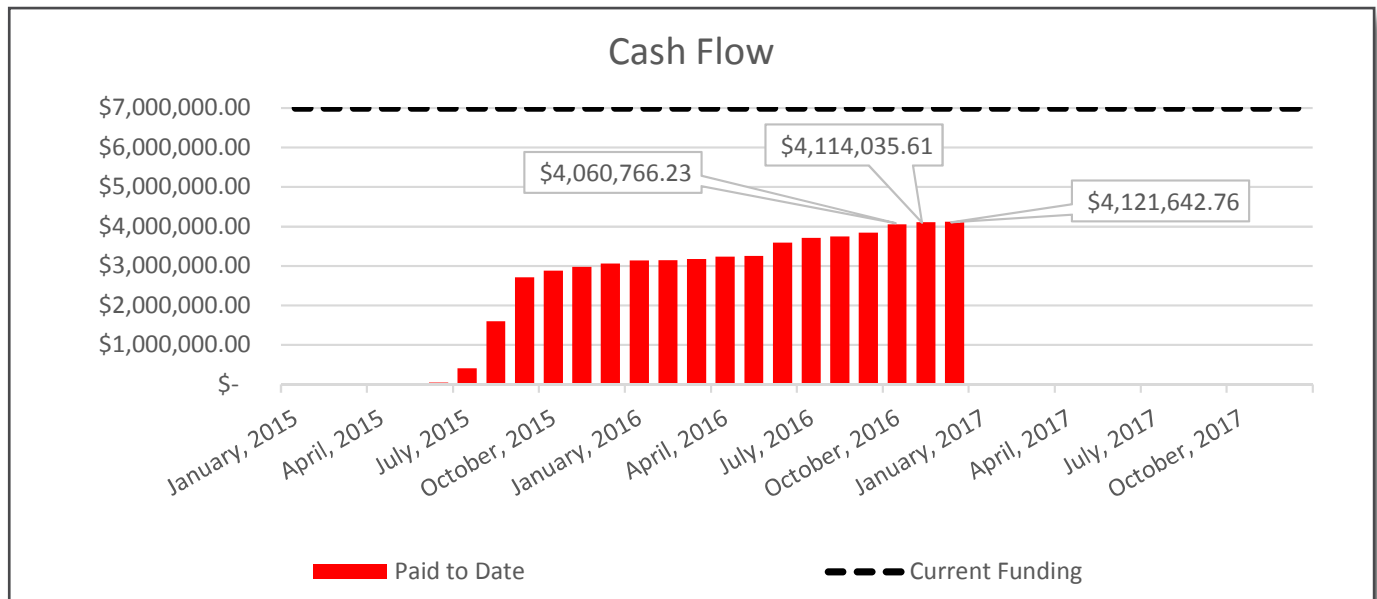 Cash Flow
$7,000,000.00
$6,000,000.00
$5,000,000.00
$4,000,000.00
$3,000,000.00
$2,000,000.00
$1,000,000.00
$-
$4,060,766.23
$4,114,035.61
$4,121,642.76
January, 2015
April, 2015
July, 2015
October, 2015
January, 2016
April, 2016
July, 2016
October, 2016
January, 2017
April, 2017
July, 2017
October, 2017
Paid to Date
Current Funding